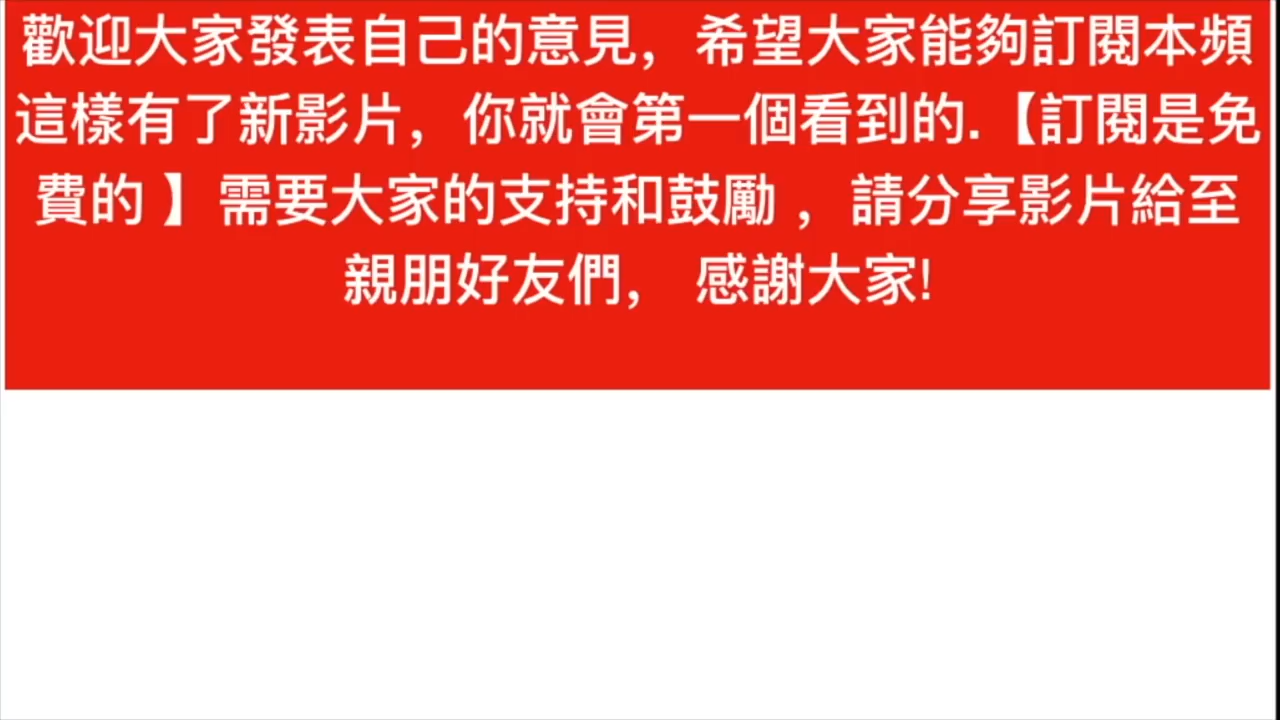 歡迎大家發表自己的意見，希望大家能夠訂閱本頻
這樣有了新影片，你就會第一個看到的.【訂閱是免
費的 】需要大家的支持和鼓勵 ，請分享影片給至
親朋好友們， 感謝大家!